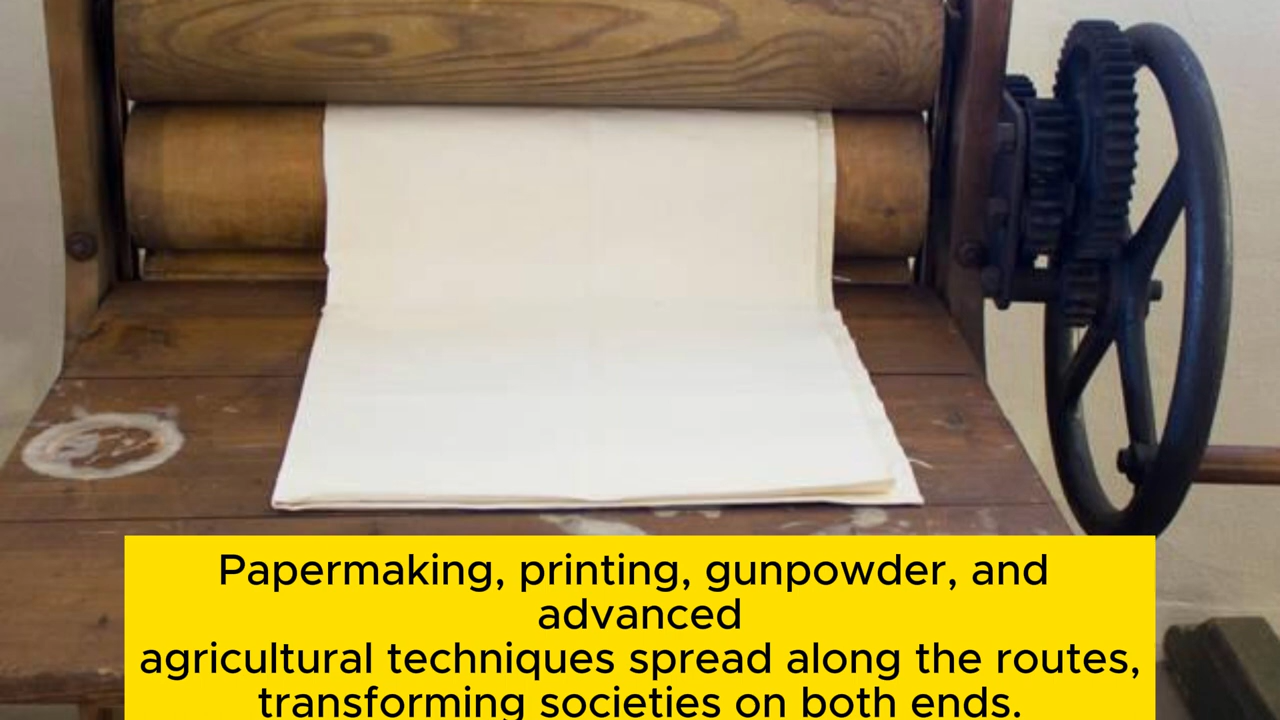 Papermaking, printing, gunpowder, and
advanced
agricultural techniques spread along the routes,
transforming societies on both ends.